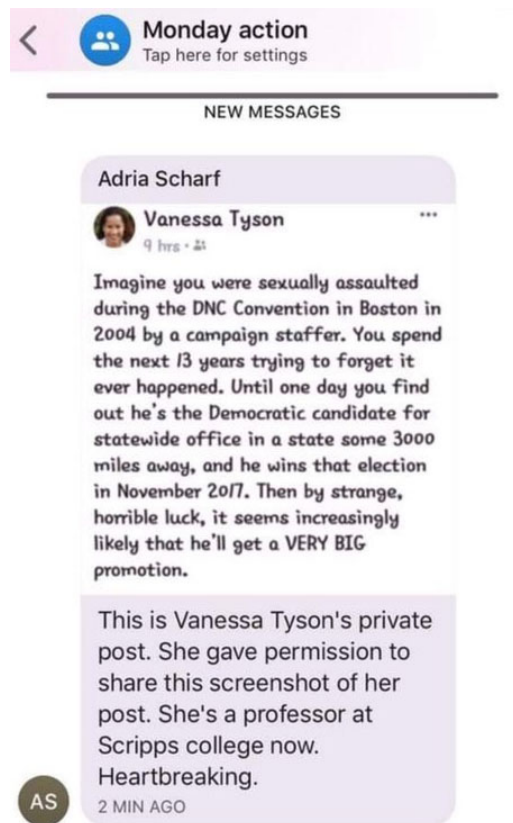 Monday action
Tap here for settings
NEW MESSAGES
Adria Scharf
Vanessa Tyson
9 hrs ·
Imagine you were sexually assaulted
during the DNC Convention in Boston in
2004 by a campaign staffer. You spend
the next 13 years trying to forget it
ever happened. Until one day you find
out he's the Democratic candidate for
statewide office in a state some 3000
miles away, and he wins that election
in November 2017. Then by strange,
horrible luck, it seems increasingly
likely that he'll get a VERY BIG
promotion.
This is Vanessa Tyson's private
post. She gave permission to
share this screenshot of her
post. She's a professor at
Scripps college now.
Heartbreaking.
AS
2 MIN AGO